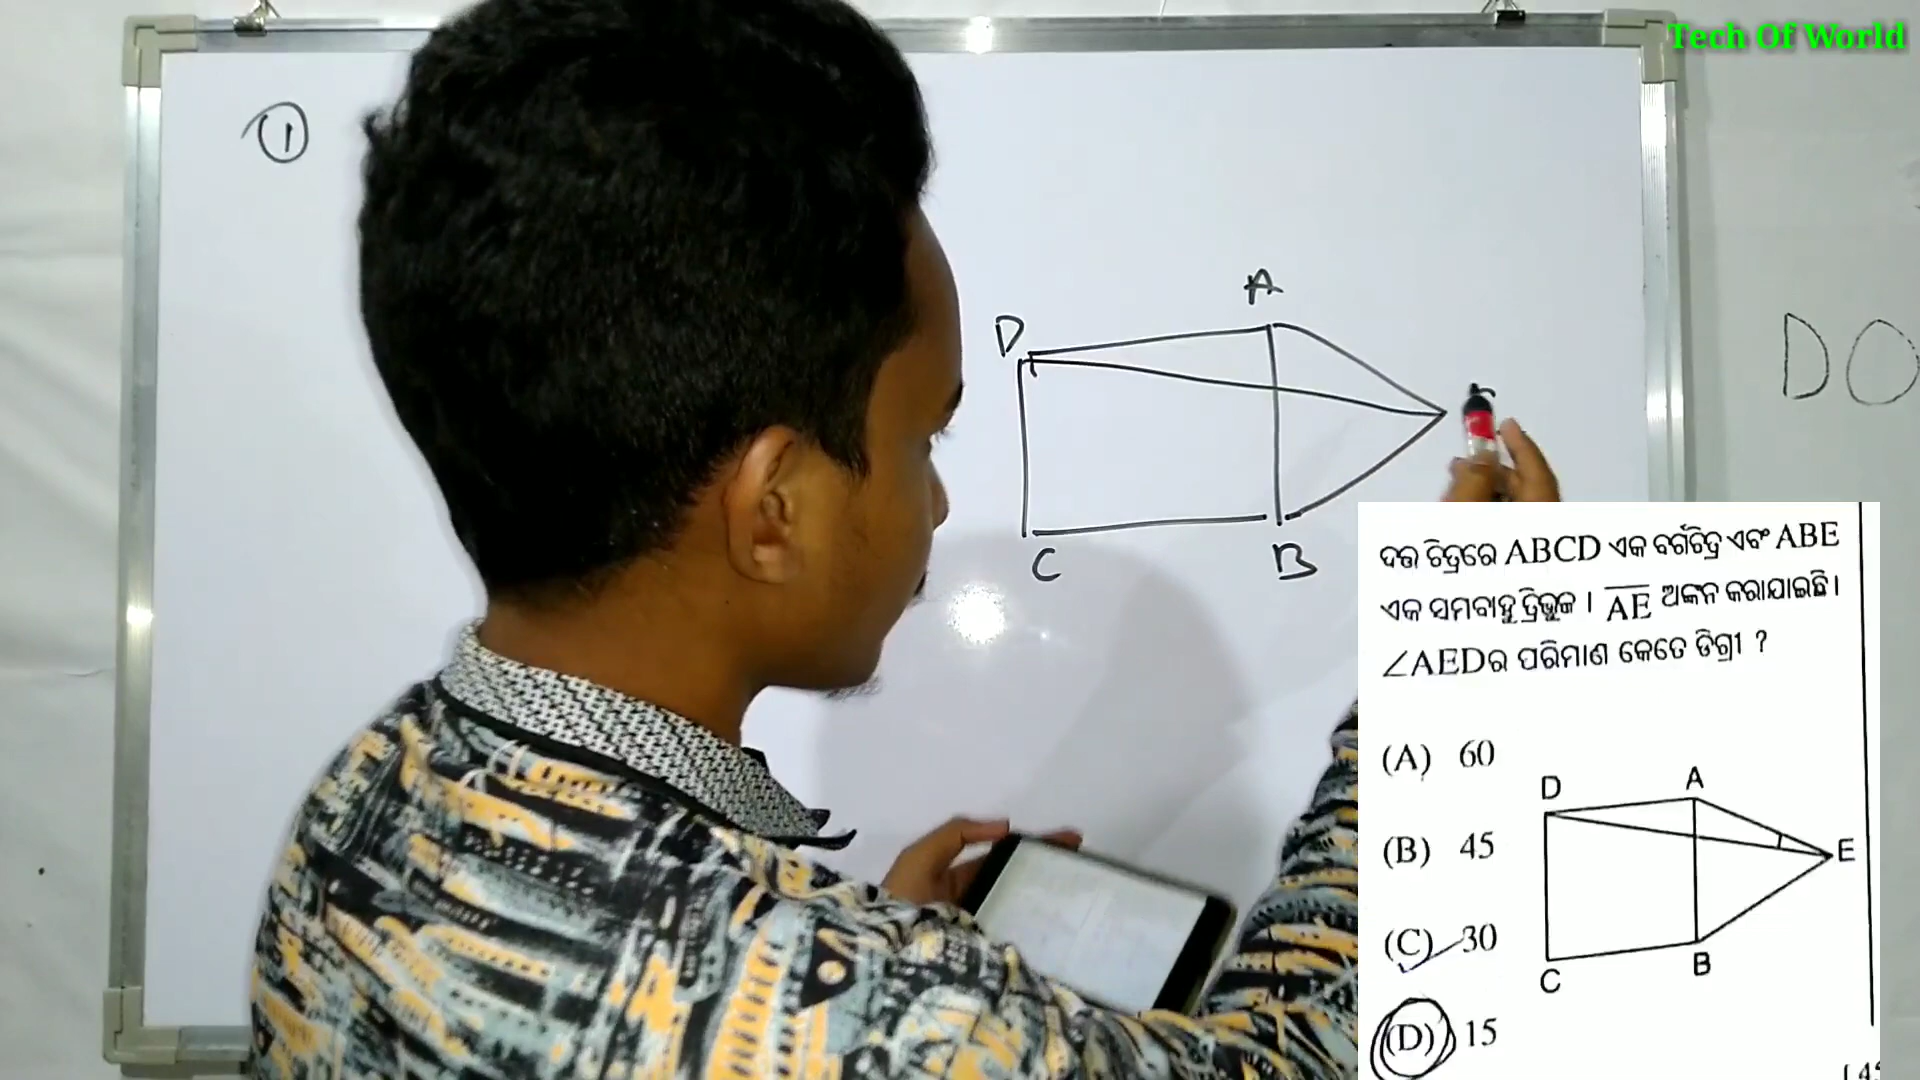 Tech Of World
1
A
D
C
B
DO
ଦତ୍ତ ଚିତ୍ରରେ ABCD ଏକ ବର୍ଗଚିତ୍ର ଏବଂ ABE
ଏକ ସମବାହୁ ତ୍ରିଭୁଜ । AE ଅଙ୍କନ କରାଯାଇଛି ।
∠AEDର ପରିମାଣ କେତେ ଡିଗ୍ରୀ ?
(A) 60
(B) 45
(C) 30
(D) 15
D
A
E
B
C